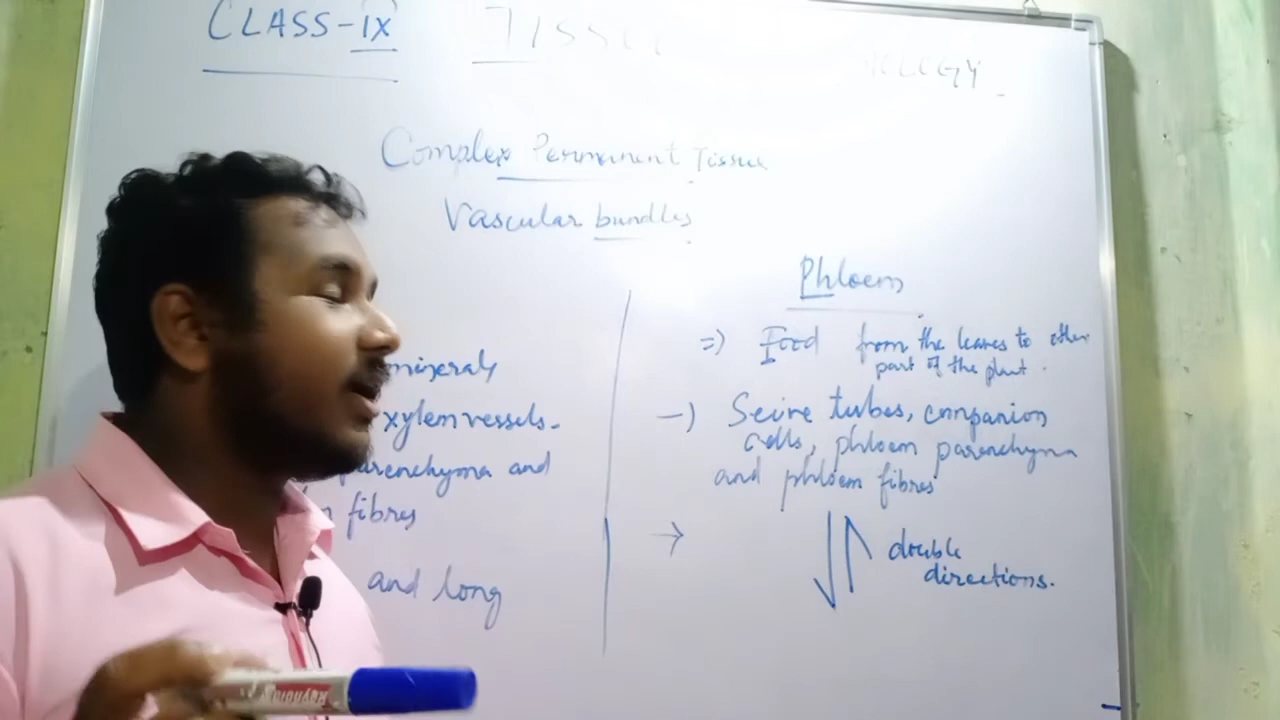 CLASS-IX
TISSUE
Complex Permanent Tissue
Vascular bundles
minerals
xylem vessels.
parenchyma and
fibres
and long
Phloem
=) Food from the leaves to other
part of the plant.
-) Seive tubes, companion
cells, phloem parenchyma
and phloem fibres
→ double
directions.